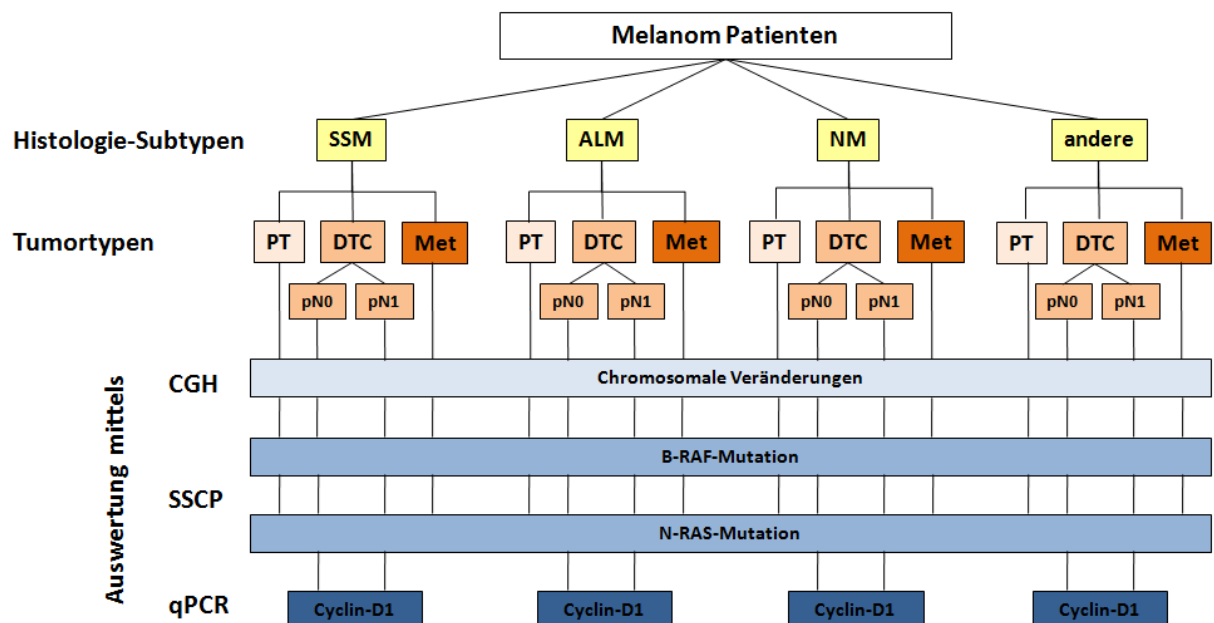 Melanom Patienten
Histologie-Subtypen
SSM
ALM
NM
andere
Tumortypen
PT
DTC
Met
PT
DTC
Met
PT
DTC
Met
PT
DTC
Met
pN0
pN1
pN0
pN1
pN0
pN1
pN0
pN1
Auswertung mittels
CGH
Chromosomale Veränderungen
B-RAF-Mutation
SSCP
N-RAS-Mutation
qPCR
Cyclin-D1
Cyclin-D1
Cyclin-D1
Cyclin-D1